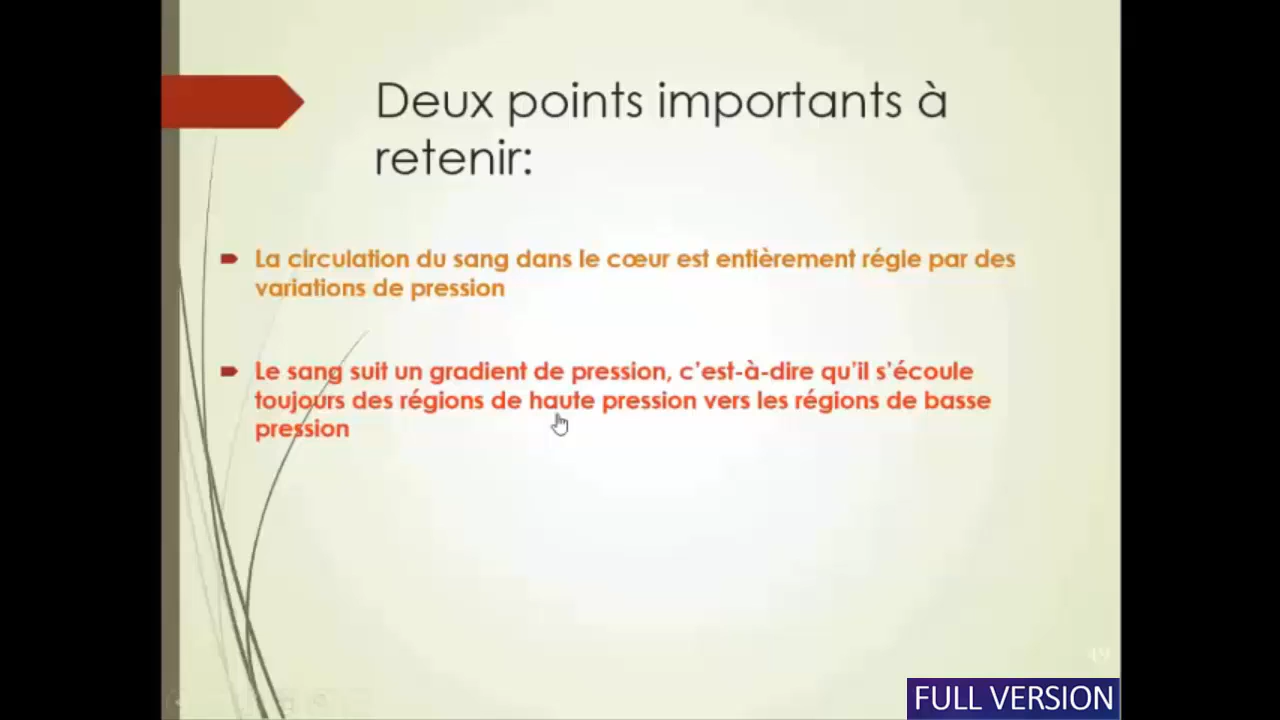 Deux points importants à
retenir:
La circulation du sang dans le cœur est entièrement régie par des
variations de pression
Le sang suit un gradient de pression, c’est-à-dire qu’il s’écoule
toujours des régions de haute pression vers les régions de basse
pression
49
FULL VERSION